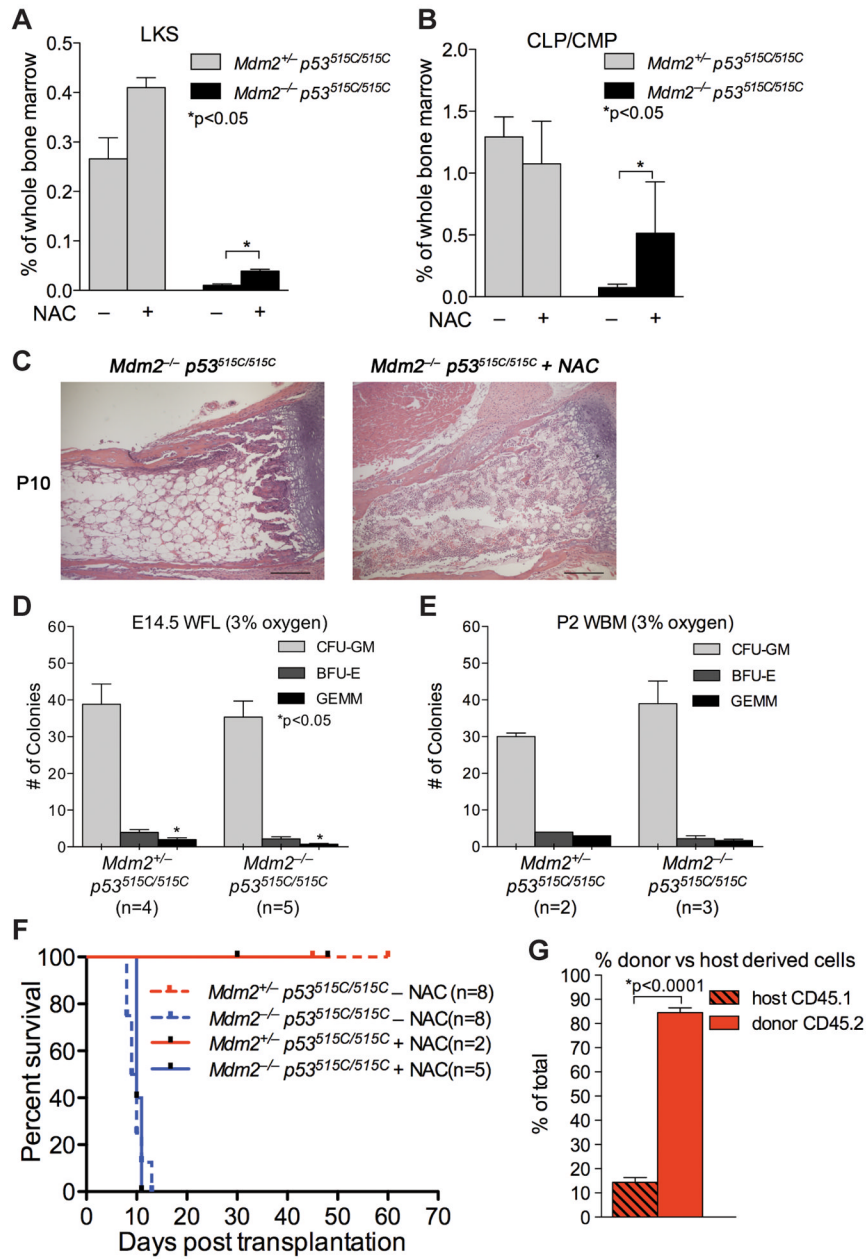 A
LKS
Mdm2+/– p53515C/515C
Mdm2–/– p53515C/515C
*p<0.05
% of whole bone marrow
0.5
0.4
0.3
0.2
0.1
0.0
*
NAC – + – +
B
CLP/CMP
Mdm2+/– p53515C/515C
Mdm2–/– p53515C/515C
*p<0.05
% of whole bone marrow
2.0
1.5
1.0
0.5
0.0
*
NAC – + – +
C
Mdm2–/– p53515C/515C
Mdm2–/– p53515C/515C + NAC
P10
D
E14.5 WFL (3% oxygen)
CFU-GM
BFU-E
GEMM
*p<0.05
# of Colonies
60
50
40
30
20
10
0
* *
Mdm2+/– Mdm2–/–
p53515C/515C p53515C/515C
(n=4) (n=5)
E
P2 WBM (3% oxygen)
CFU-GM
BFU-E
GEMM
# of Colonies
60
50
40
30
20
10
0
Mdm2+/– Mdm2–/–
p53515C/515C p53515C/515C
(n=2) (n=3)
F
Percent survival
100
80
60
40
20
0
Mdm2+/– p53515C/515C – NAC (n=8)
Mdm2–/– p53515C/515C – NAC(n=8)
Mdm2+/– p53515C/515C + NAC(n=2)
Mdm2–/– p53515C/515C + NAC(n=5)
0 10 20 30 40 50 60 70
Days post transplantation
G
% donor vs host derived cells
*p<0.0001
host CD45.1
donor CD45.2
% of total
100
90
80
70
60
50
40
30
20
10
0